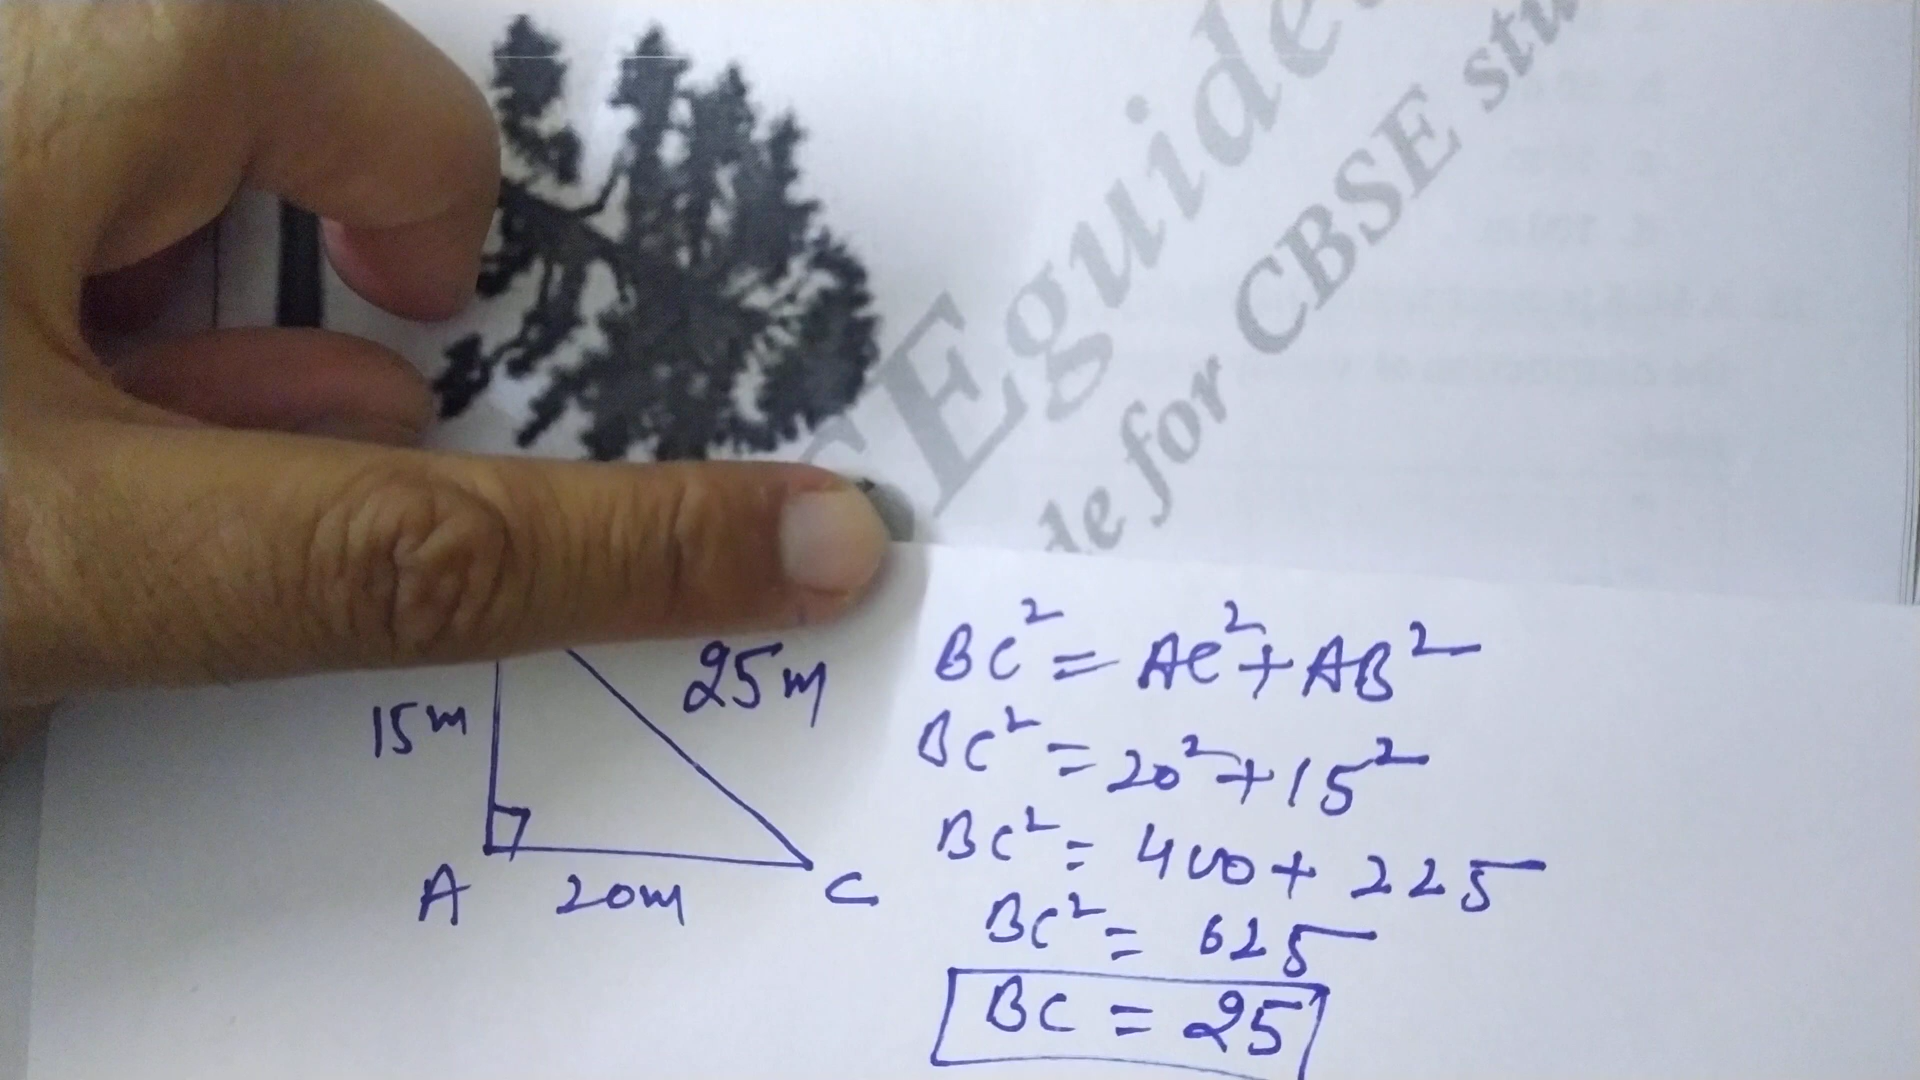 Eguide
de for CBSE stu
BC² = AC² + AB²
25m
15m
BC² = 20² + 15²
BC² = 400 + 225
A 20m C
BC² = 625
BC = 25